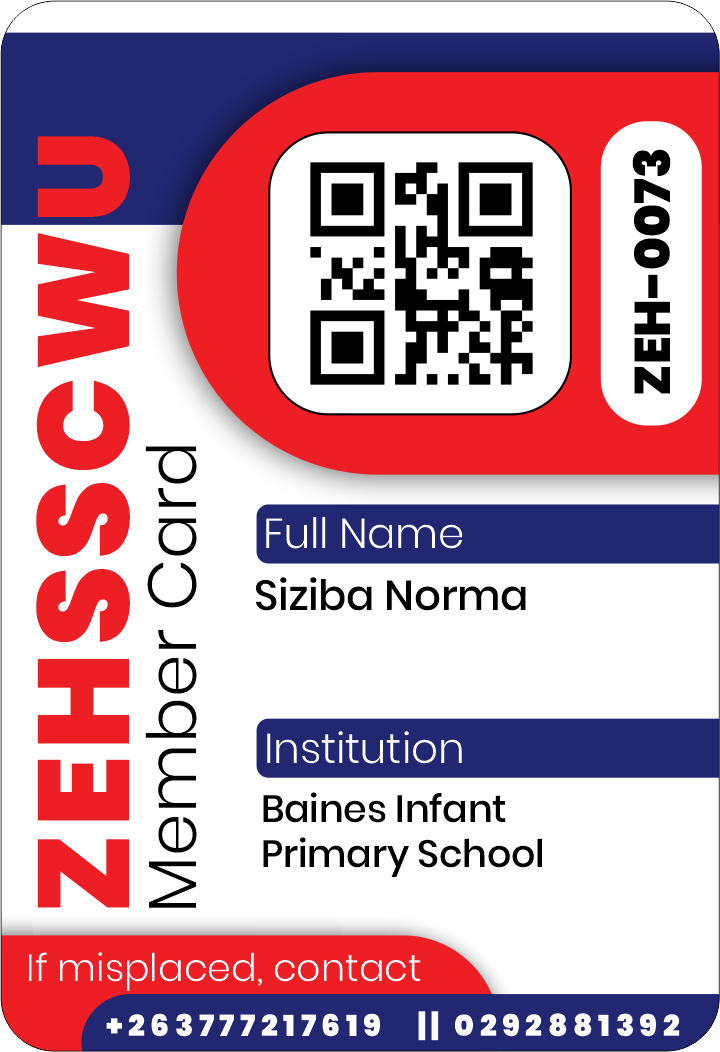 ZEHSSCWU
Member Card
ZEH-0073
Full Name
Siziba Norma
Institution
Baines Infant
Primary School
If misplaced, contact
+263777217619 || 0292881392